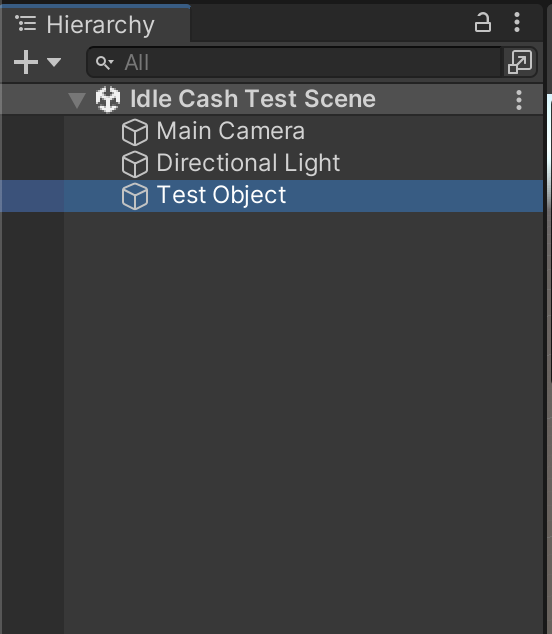 Hierarchy
All
Idle Cash Test Scene
Main Camera
Directional Light
Test Object